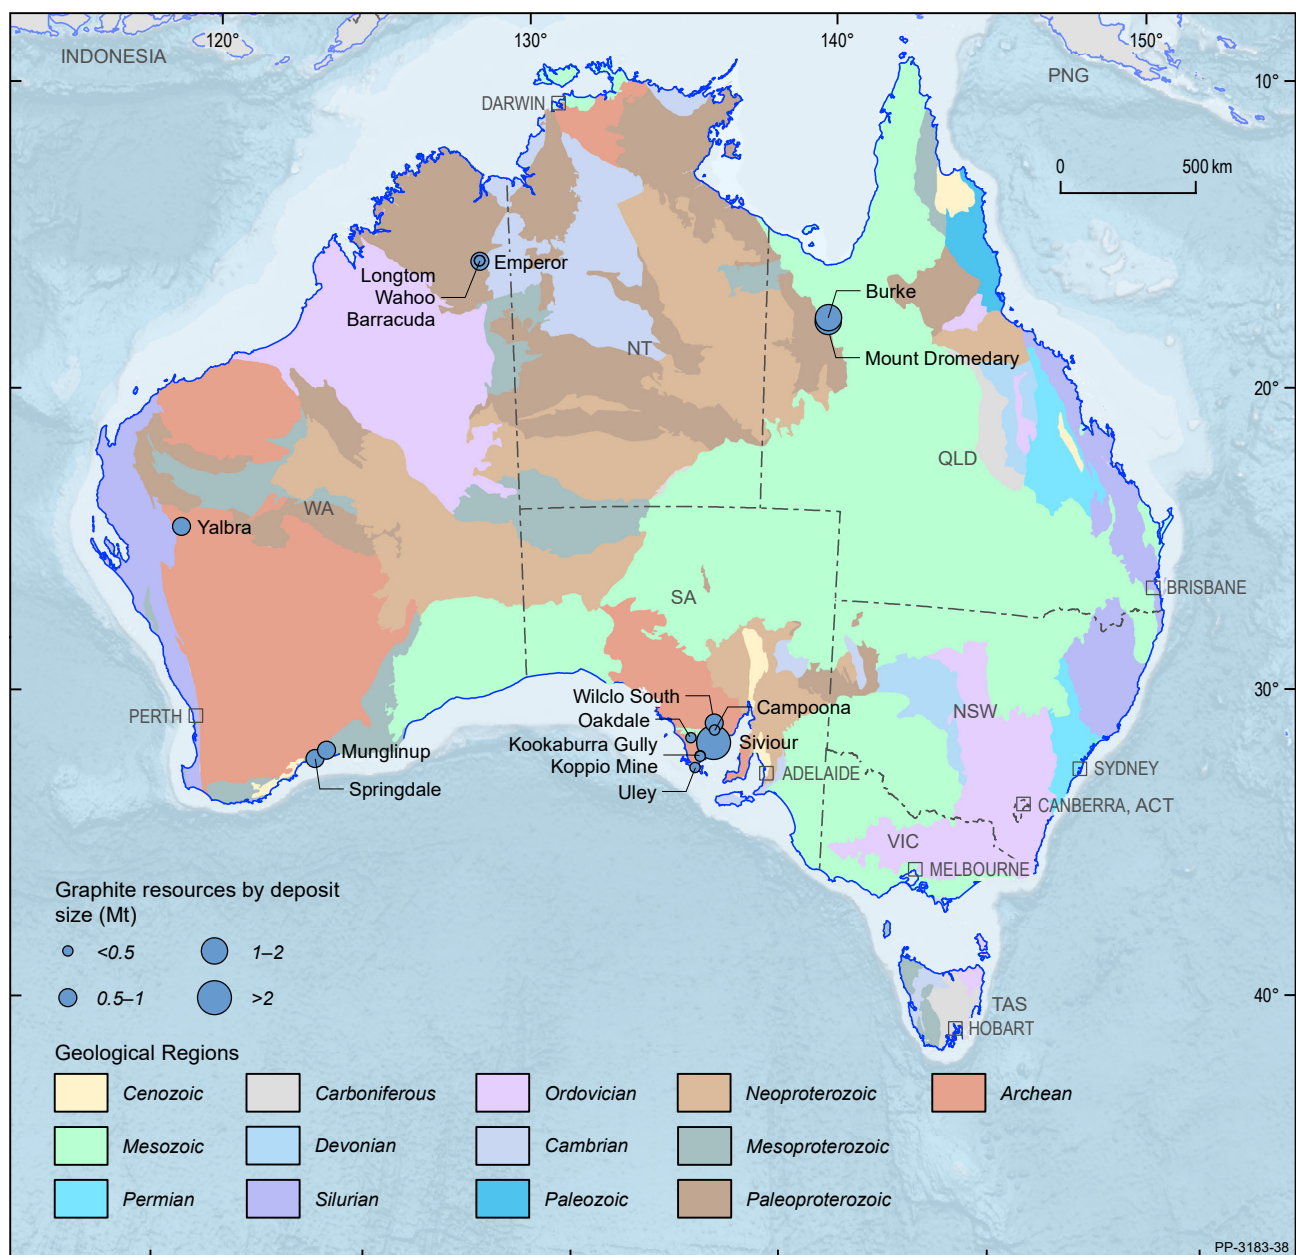 120°
130°
140°
150°
INDONESIA
PNG
10°
DARWIN
0
500 km
Emperor
Longtom
Wahoo
Barracuda
Burke
NT
Mount Dromedary
20°
QLD
WA
Yalbra
SA
BRISBANE
30°
Wilclo South
Campoona
PERTH
Oakdale
NSW
Kookaburra Gully
Siviour
Munglinup
Koppio Mine
SYDNEY
ADELAIDE
Springdale
Uley
CANBERRA, ACT
VIC
MELBOURNE
Graphite resources by deposit
size (Mt)
<0.5
1–2
0.5–1
>2
40°
TAS
HOBART
Geological Regions
Cenozoic
Carboniferous
Ordovician
Neoproterozoic
Archean
Mesozoic
Devonian
Cambrian
Mesoproterozoic
Permian
Silurian
Paleozoic
Paleoproterozoic
PP-3183-38